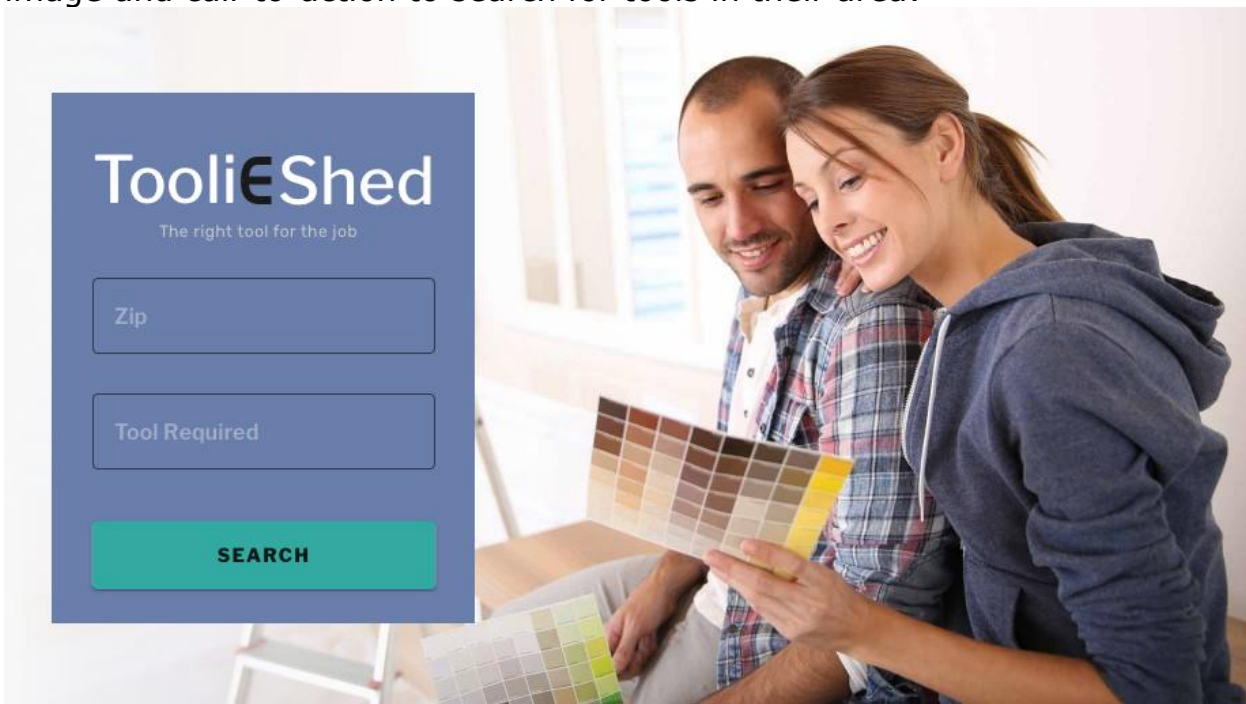 image and call-to-action to search for tools in their area.
TooliEShed
The right tool for the job
Zip
Tool Required
SEARCH